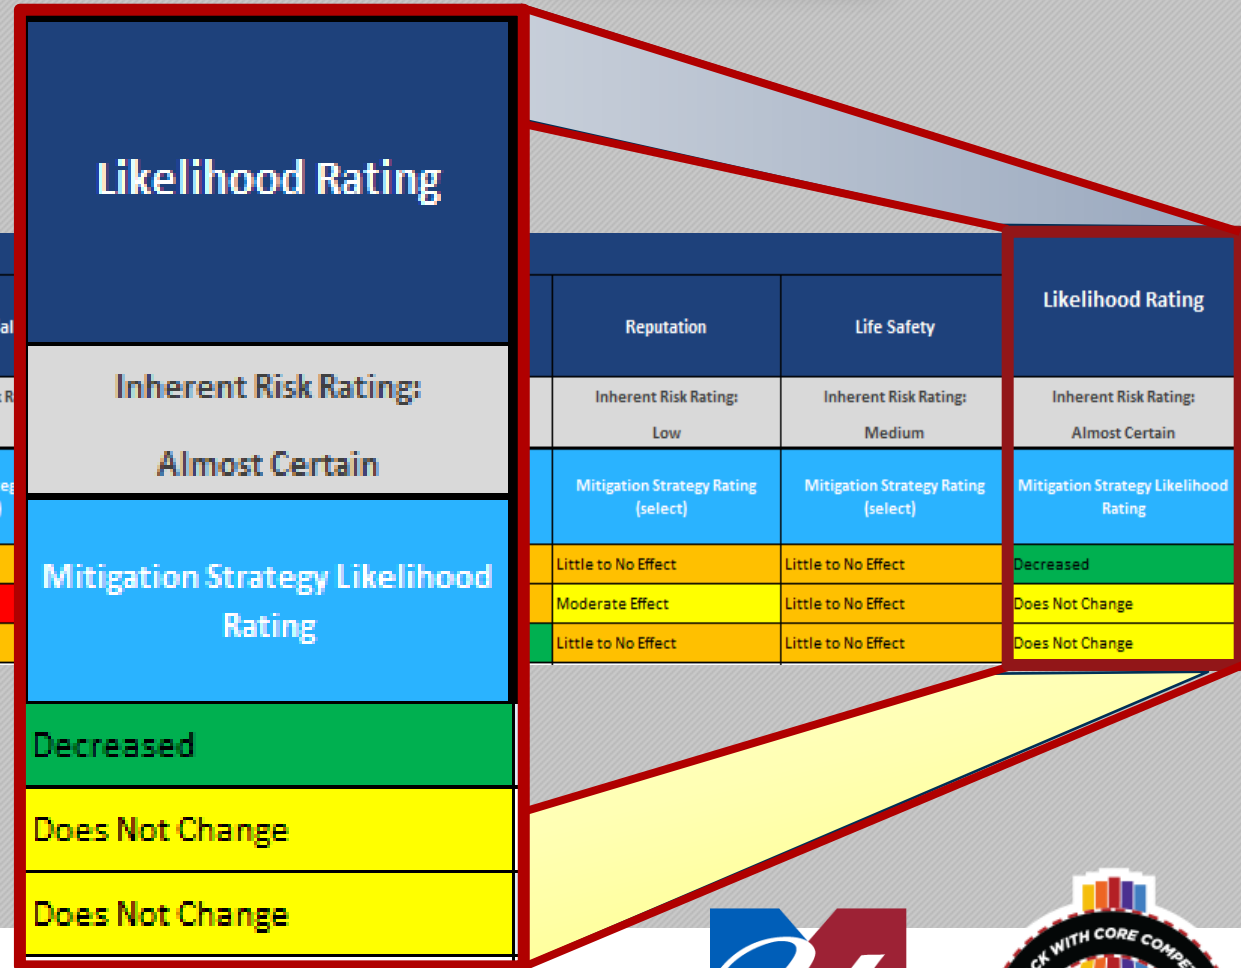 Likelihood Rating
Inherent Risk Rating:
Almost Certain
Mitigation Strategy Likelihood
Rating
Decreased
Does Not Change
Does Not Change
Reputation
Life Safety
Likelihood Rating
Inherent Risk Rating:
Low
Inherent Risk Rating:
Medium
Inherent Risk Rating:
Almost Certain
Mitigation Strategy Rating
(select)
Mitigation Strategy Rating
(select)
Mitigation Strategy Likelihood
Rating
Little to No Effect
Little to No Effect
Decreased
Moderate Effect
Little to No Effect
Does Not Change
Little to No Effect
Little to No Effect
Does Not Change
WITH CORE